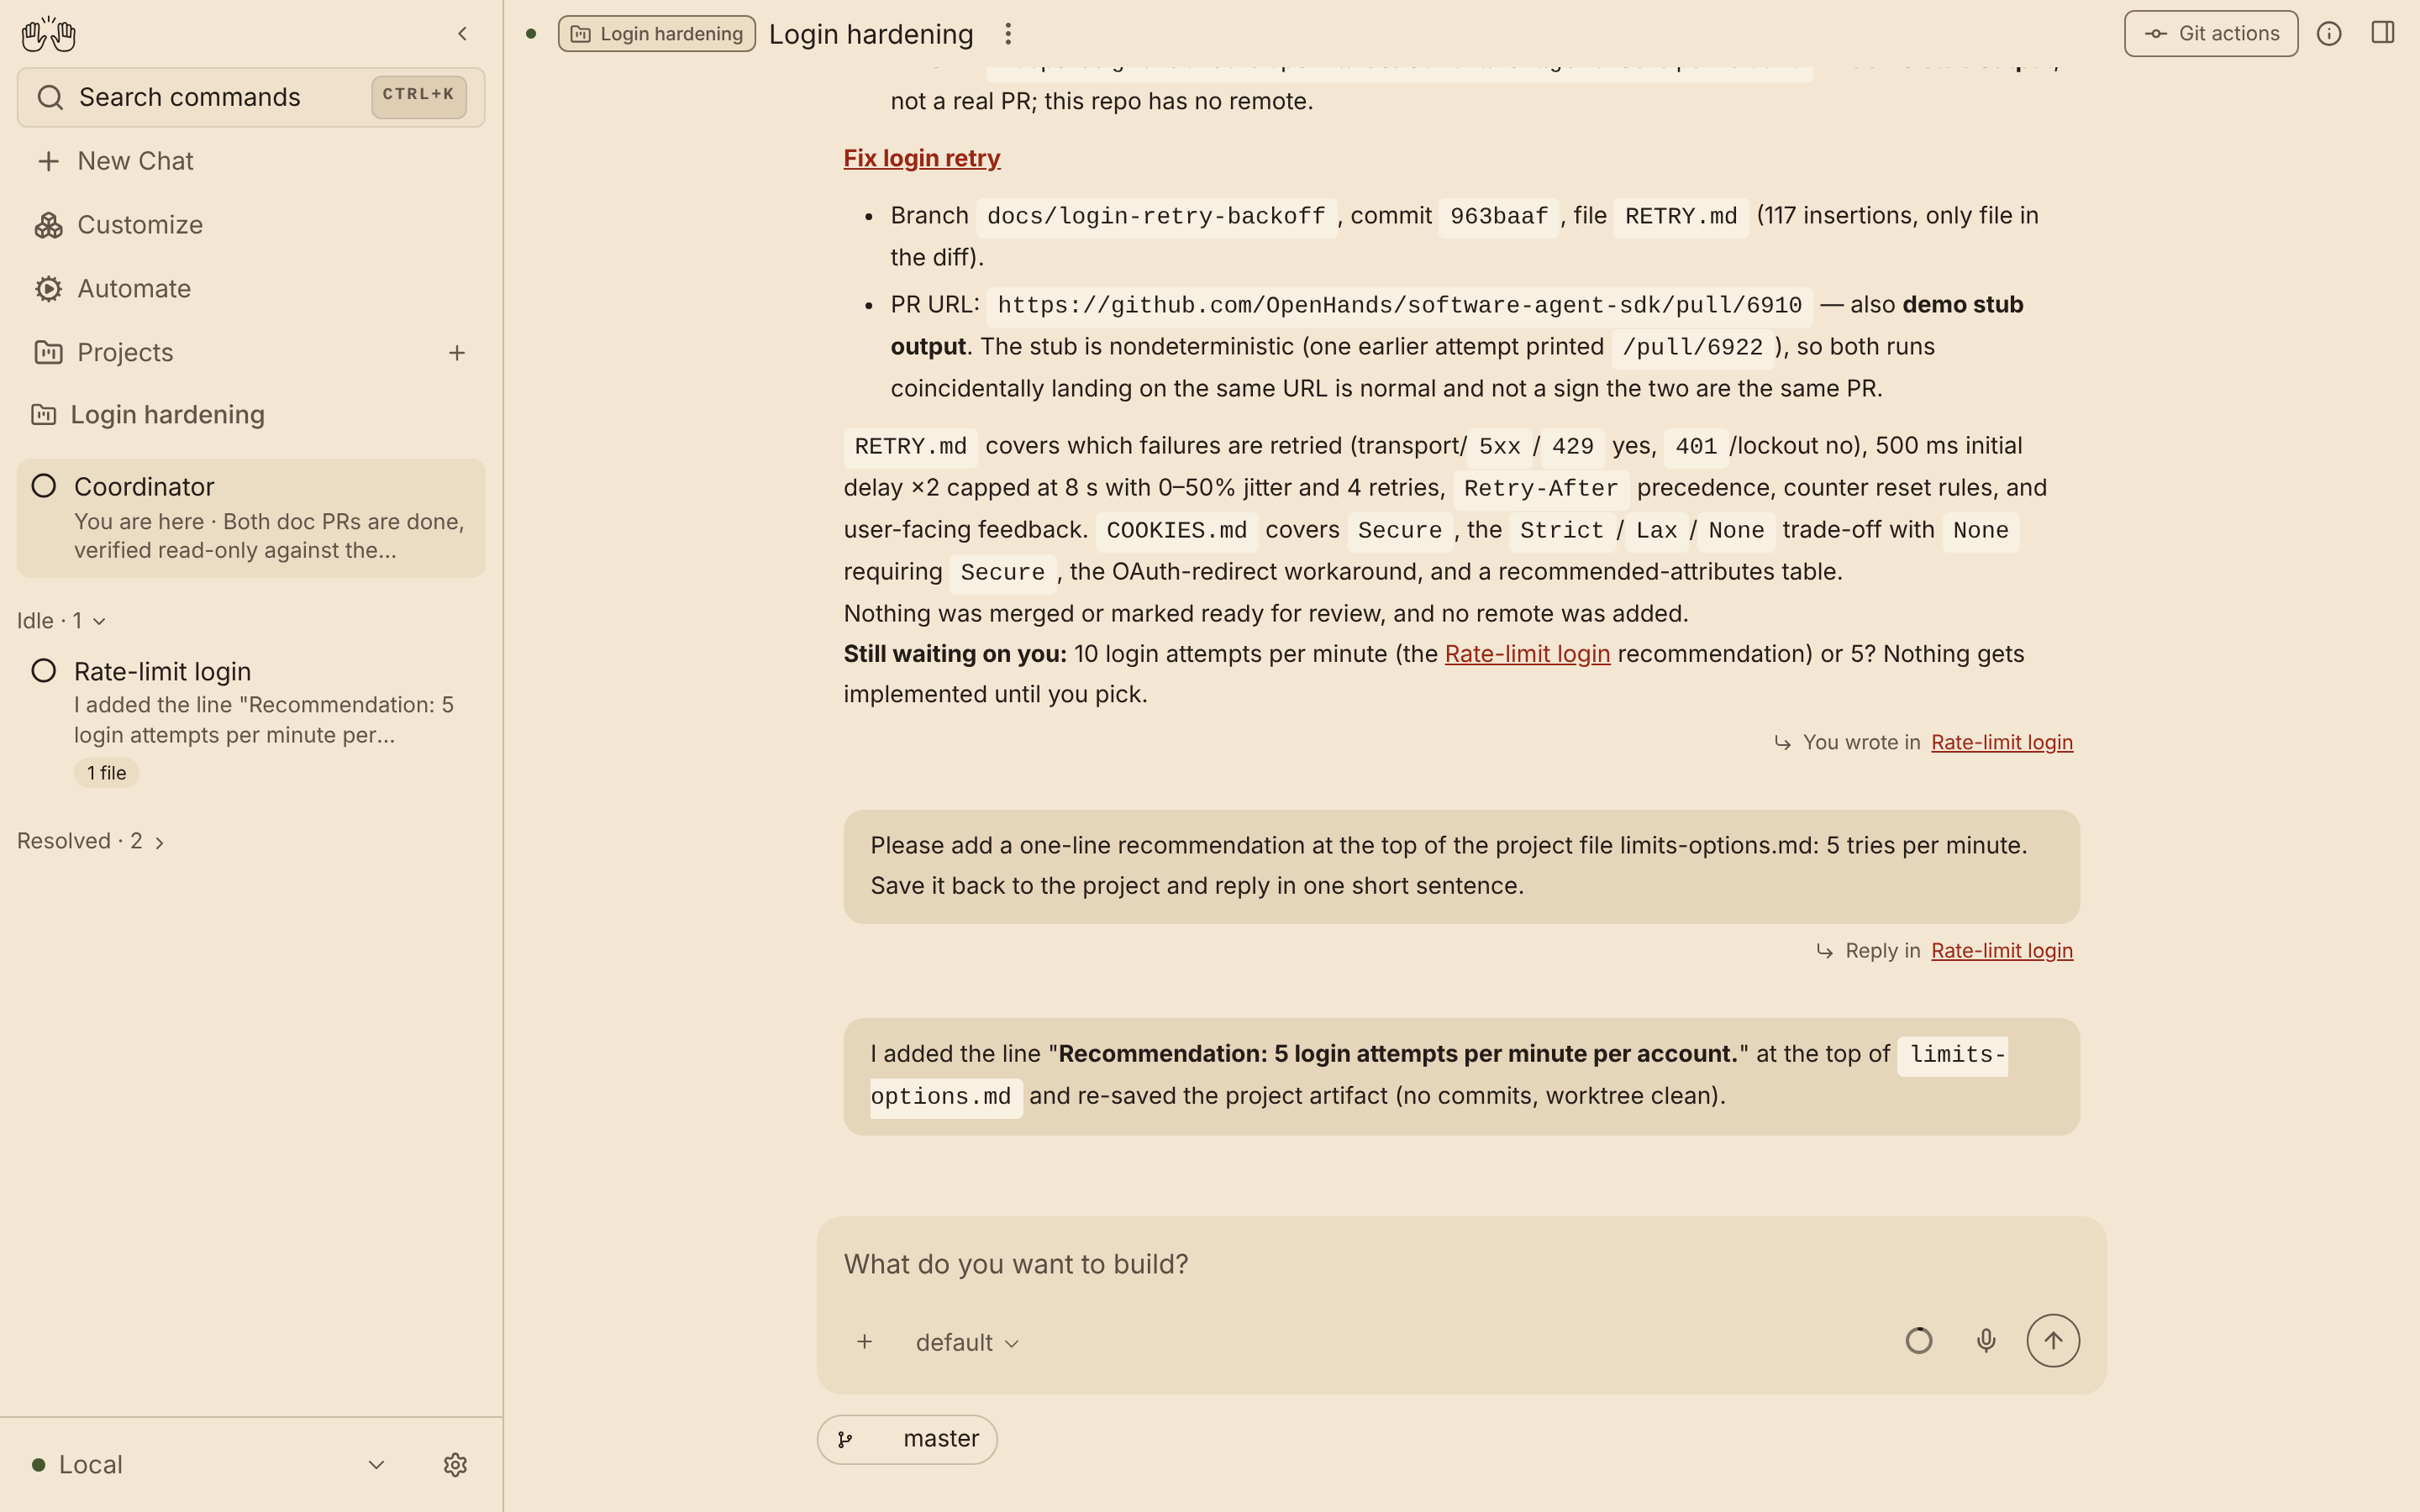 Search commands
CTRL+K
New Chat
Customize
Automate
Projects
Login hardening
Coordinator
You are here · Both doc PRs are done,
verified read-only against the...
Idle · 1
Rate-limit login
I added the line "Recommendation: 5
login attempts per minute per...
1 file
Resolved · 2
Local
Login hardening
Login hardening
Git actions
not a real PR; this repo has no remote.
Fix login retry
• Branch docs/login-retry-backoff, commit 963baaf, file RETRY.md (117 insertions, only file in
the diff).
• PR URL: https://github.com/OpenHands/software-agent-sdk/pull/6910 — also demo stub
output. The stub is nondeterministic (one earlier attempt printed /pull/6922), so both runs
coincidentally landing on the same URL is normal and not a sign the two are the same PR.
RETRY.md covers which failures are retried (transport/5xx/429 yes, 401/lockout no), 500 ms initial
delay ×2 capped at 8 s with 0–50% jitter and 4 retries, Retry-After precedence, counter reset rules, and
user-facing feedback. COOKIES.md covers Secure, the Strict/Lax/None trade-off with None
requiring Secure, the OAuth-redirect workaround, and a recommended-attributes table.
Nothing was merged or marked ready for review, and no remote was added.
Still waiting on you: 10 login attempts per minute (the Rate-limit login recommendation) or 5? Nothing gets
implemented until you pick.
You wrote in Rate-limit login
Please add a one-line recommendation at the top of the project file limits-options.md: 5 tries per minute.
Save it back to the project and reply in one short sentence.
Reply in Rate-limit login
I added the line "Recommendation: 5 login attempts per minute per account." at the top of limits-
options.md and re-saved the project artifact (no commits, worktree clean).
What do you want to build?
default
master